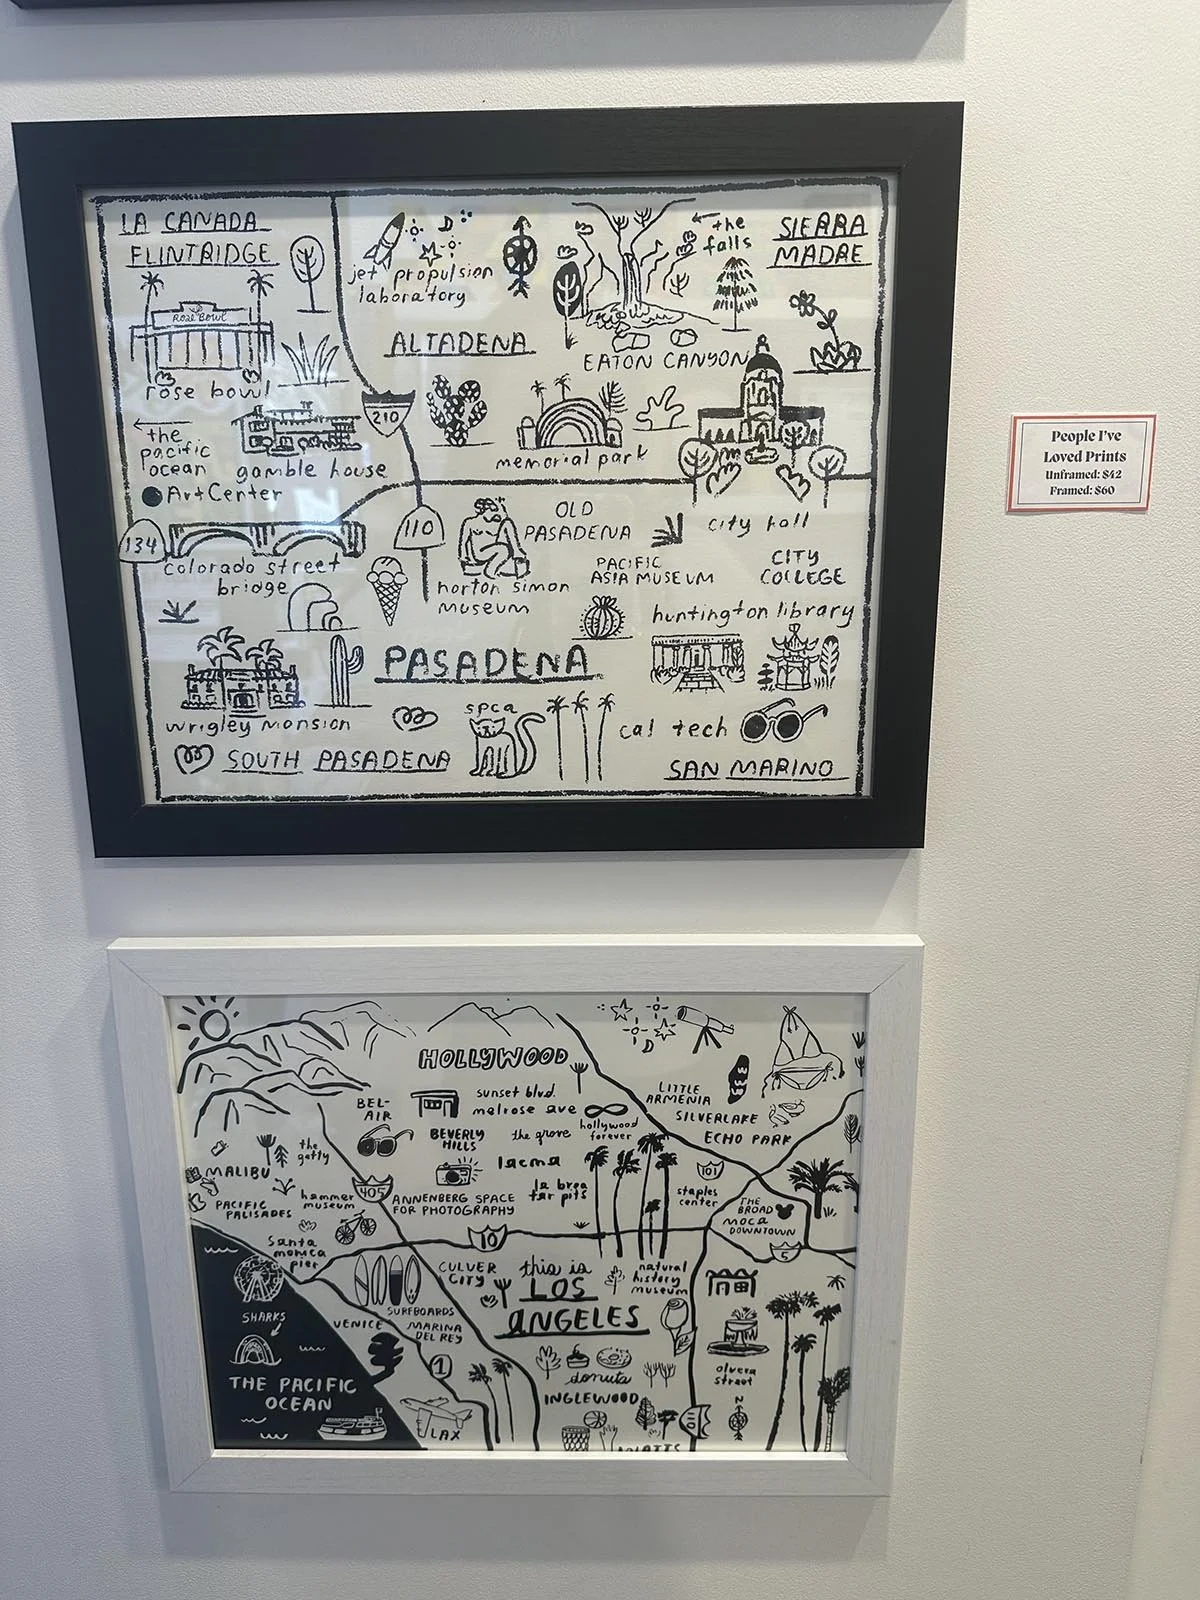 LA CANADA
FLINTRIDGE
jet propulsion
laboratory
← the
falls
SIERRA
MADRE
Rose Bowl
rose bowl
ALTADENA
EATON CANYON
210
← the
pacific
ocean
gamble house
memorial park
ArtCenter
134
110
OLD
PASADENA
city hall
colorado street
bridge
norton simon
museum
PACIFIC
ASIA MUSEUM
CITY
COLLEGE
huntington library
PASADENA
wrigley mansion
spca
cal tech
SOUTH PASADENA
SAN MARINO
People I've
Loved Prints
Unframed: $42
Framed: $60
HOLLYWOOD
BEL-
AIR
sunset blvd.
melrose ave
LITTLE
ARMENIA
SILVERLAKE
ECHO PARK
BEVERLY
HILLS
the grove
hollywood
forever
the
getty
MALIBU
lacma
la brea
tar pits
101
PACIFIC
PALISADES
hammer
museum
405
ANNENBERG SPACE
FOR PHOTOGRAPHY
staples
center
THE
BROAD
MOCA
DOWNTOWN
santa
monica
pier
10
5
CULVER
CITY
this is
LOS
ANGELES
natural
history
museum
SURFBOARDS
SHARKS
VENICE
MARINA
DEL REY
1
THE PACIFIC
OCEAN
donuts
olvera
street
INGLEWOOD
N
LAX
WATTS